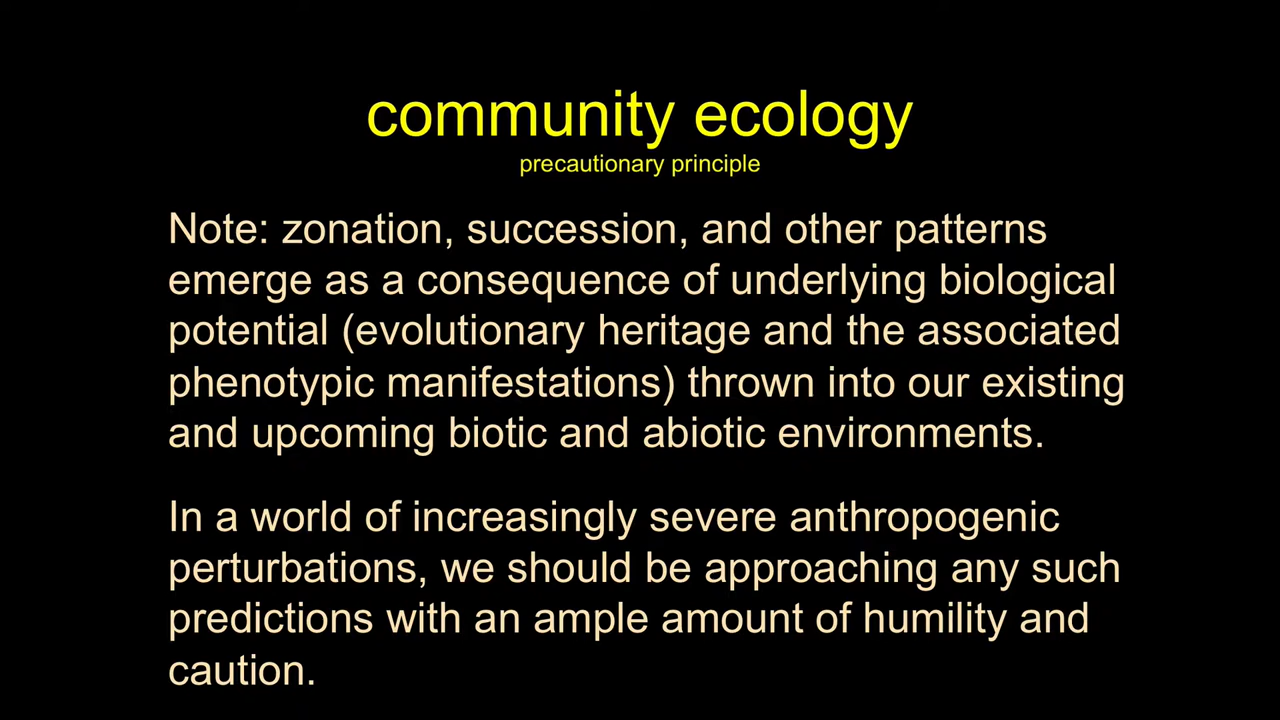 community ecology
precautionary principle
Note: zonation, succession, and other patterns
emerge as a consequence of underlying biological
potential (evolutionary heritage and the associated
phenotypic manifestations) thrown into our existing
and upcoming biotic and abiotic environments.
In a world of increasingly severe anthropogenic
perturbations, we should be approaching any such
predictions with an ample amount of humility and
caution.